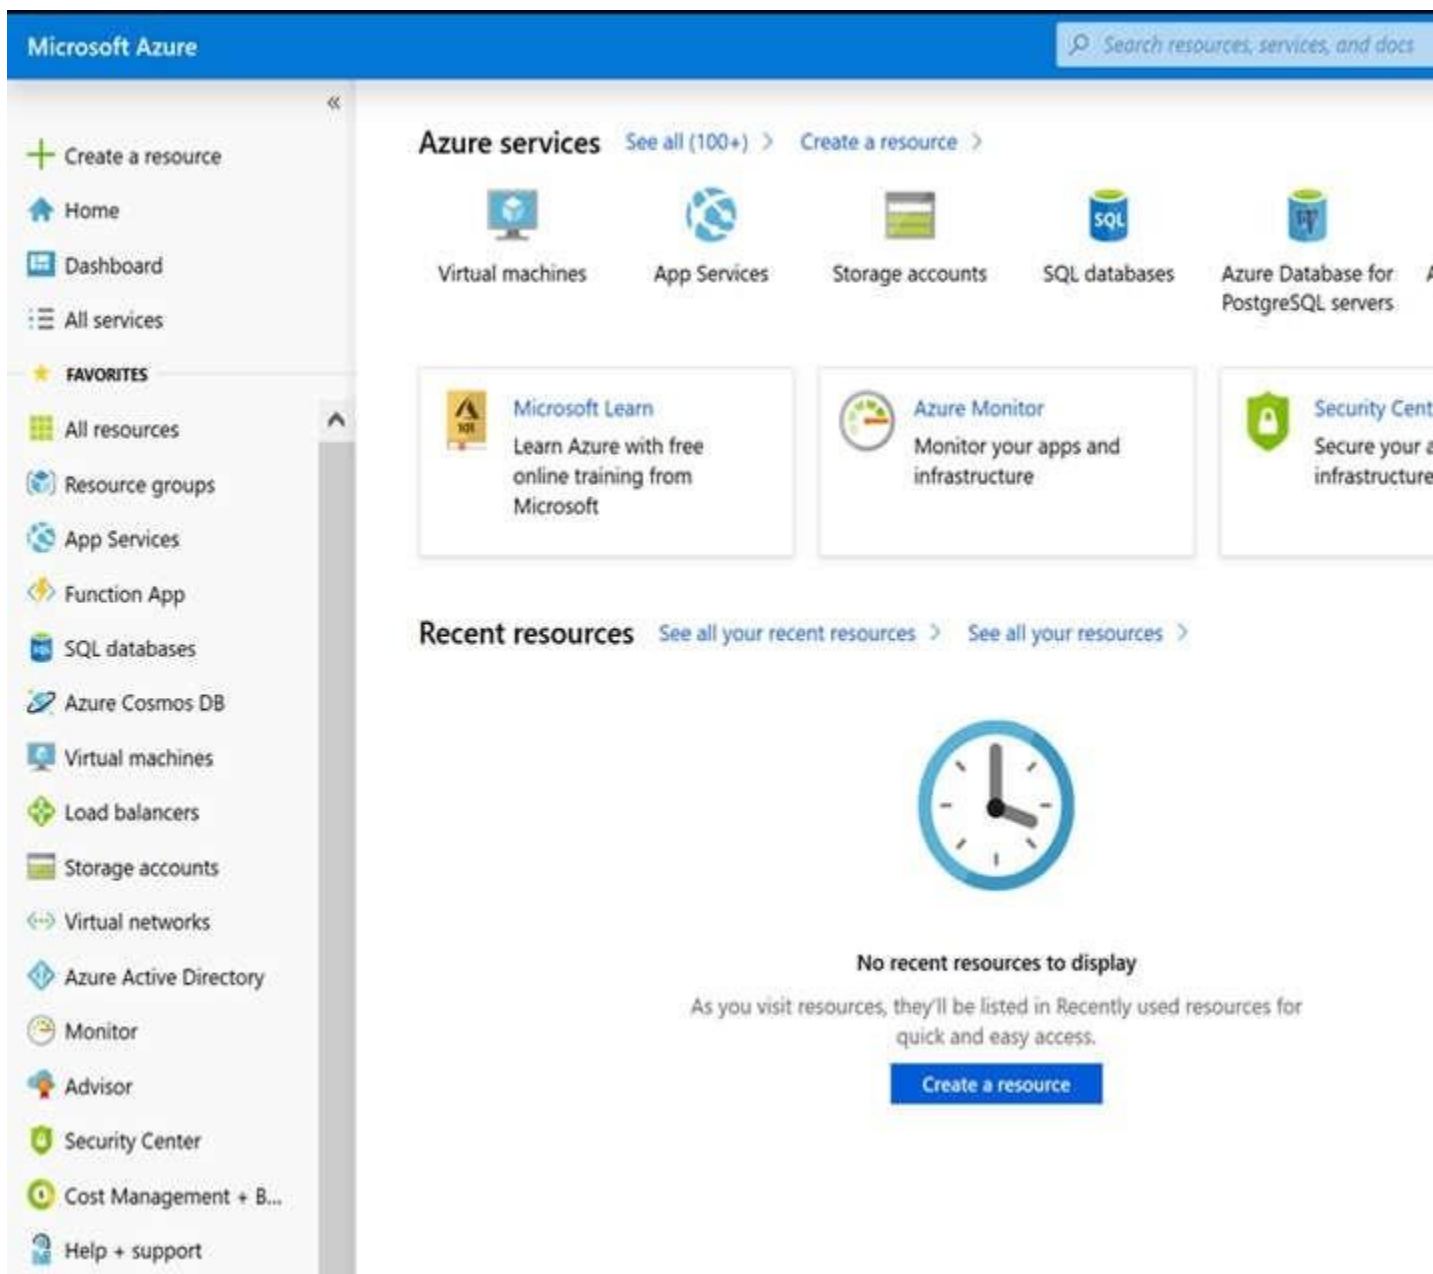 Microsoft Azure
Search resources, services, and docs
«
Create a resource
Home
Dashboard
All services
FAVORITES
All resources
Resource groups
App Services
Function App
SQL databases
Azure Cosmos DB
Virtual machines
Load balancers
Storage accounts
Virtual networks
Azure Active Directory
Monitor
Advisor
Security Center
Cost Management + B...
Help + support
Azure services See all (100+) > Create a resource >
Virtual machines
App Services
Storage accounts
SQL
SQL databases
Azure Database for
PostgreSQL servers
Microsoft Learn
Learn Azure with free
online training from
Microsoft
Azure Monitor
Monitor your apps and
infrastructure
Security Cent
Secure your a
infrastructure
Recent resources See all your recent resources > See all your resources >
No recent resources to display
As you visit resources, they'll be listed in Recently used resources for
quick and easy access.
Create a resource